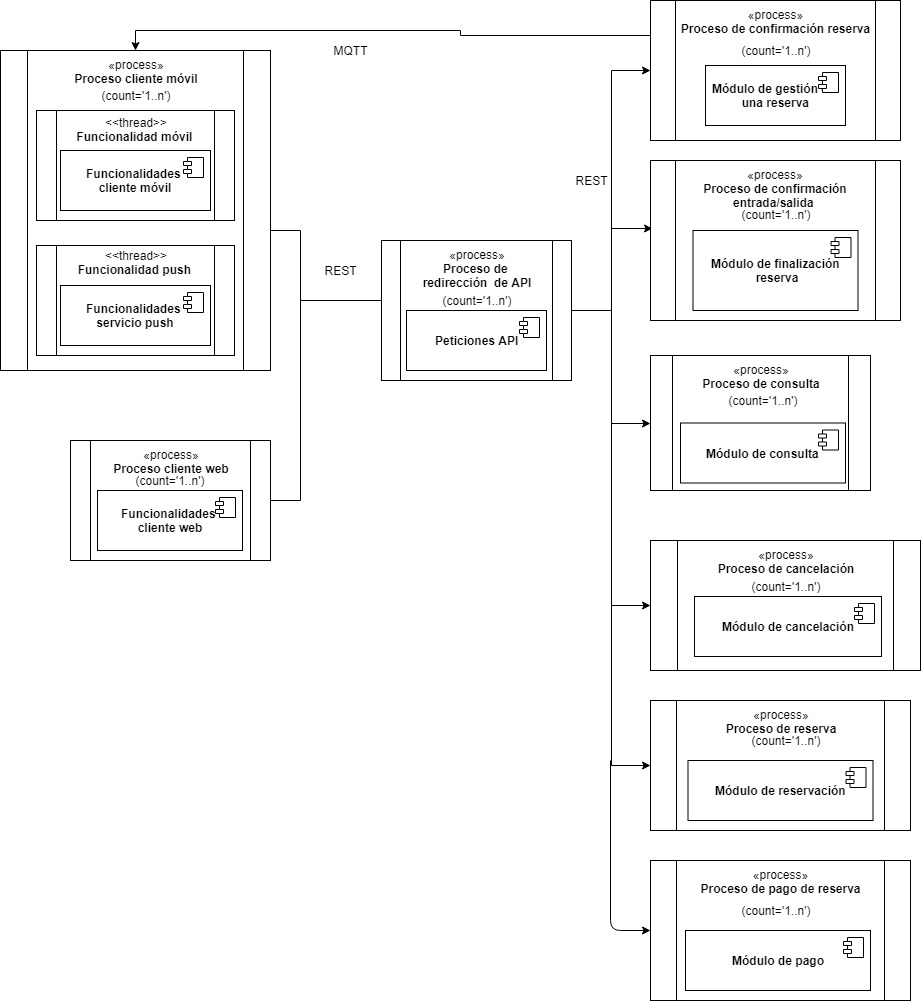 MQTT
«process»
Proceso cliente móvil
(count='1..n')
<<thread>>
Funcionalidad móvil
Funcionalidades
cliente móvil
<<thread>>
Funcionalidad push
Funcionalidades
servicio push
«process»
Proceso cliente web
(count='1..n')
Funcionalidades
cliente web
REST
«process»
Proceso de
redirección de API
(count='1..n')
Peticiones API
REST
«process»
Proceso de confirmación reserva
(count='1..n')
Módulo de gestión
una reserva
«process»
Proceso de confirmación
entrada/salida
(count='1..n')
Módulo de finalización
reserva
«process»
Proceso de consulta
(count='1..n')
Módulo de consulta
«process»
Proceso de cancelación
(count='1..n')
Módulo de cancelación
«process»
Proceso de reserva
(count='1..n')
Módulo de reservación
«process»
Proceso de pago de reserva
(count='1..n')
Módulo de pago